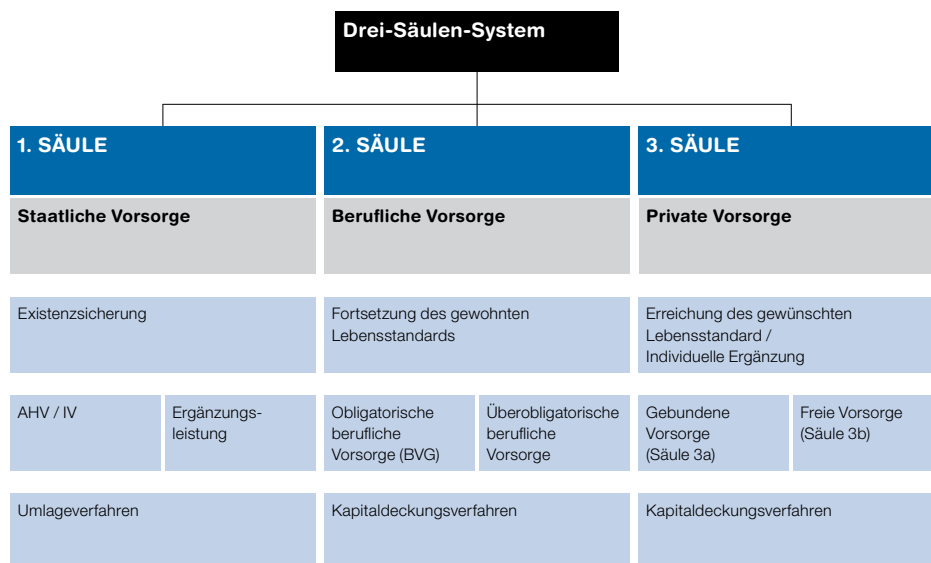 Drei-Säulen-System
1. SÄULE
2. SÄULE
3. SÄULE
Staatliche Vorsorge
Berufliche Vorsorge
Private Vorsorge
Existenzsicherung
Fortsetzung des gewohnten
Lebensstandards
Erreichung des gewünschten
Lebensstandard /
Individuelle Ergänzung
AHV / IV
Ergänzungs-
leistung
Obligatorische
berufliche
Vorsorge (BVG)
Überobligatorische
berufliche
Vorsorge
Gebundene
Vorsorge
(Säule 3a)
Freie Vorsorge
(Säule 3b)
Umlageverfahren
Kapitaldeckungsverfahren
Kapitaldeckungsverfahren